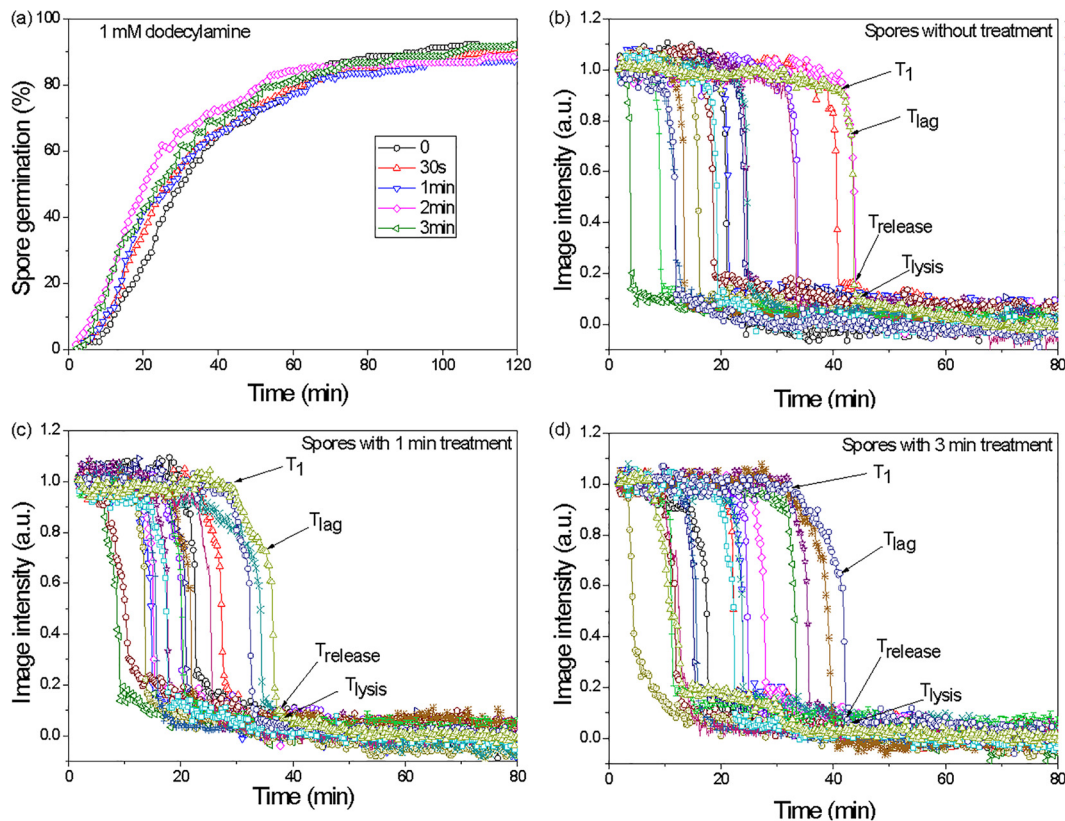 (a)
1 mM dodecylamine
Spore germination (%)
100
80
60
40
20
0
0
30s
1min
2min
3min
0 20 40 60 80 100 120
Time (min)
(b)
Spores without treatment
Image intensity (a.u.)
1.2
1.0
0.8
0.6
0.4
0.2
0.0
T1
Tlag
Trelease
Tlysis
0 20 40 60 80
Time (min)
(c)
Spores with 1 min treatment
Image intensity (a.u.)
1.2
1.0
0.8
0.6
0.4
0.2
0.0
T1
Tlag
Trelease
Tlysis
0 20 40 60 80
Time (min)
(d)
Spores with 3 min treatment
Image intensity (a.u.)
1.2
1.0
0.8
0.6
0.4
0.2
0.0
T1
Tlag
Trelease
Tlysis
0 20 40 60 80
Time (min)